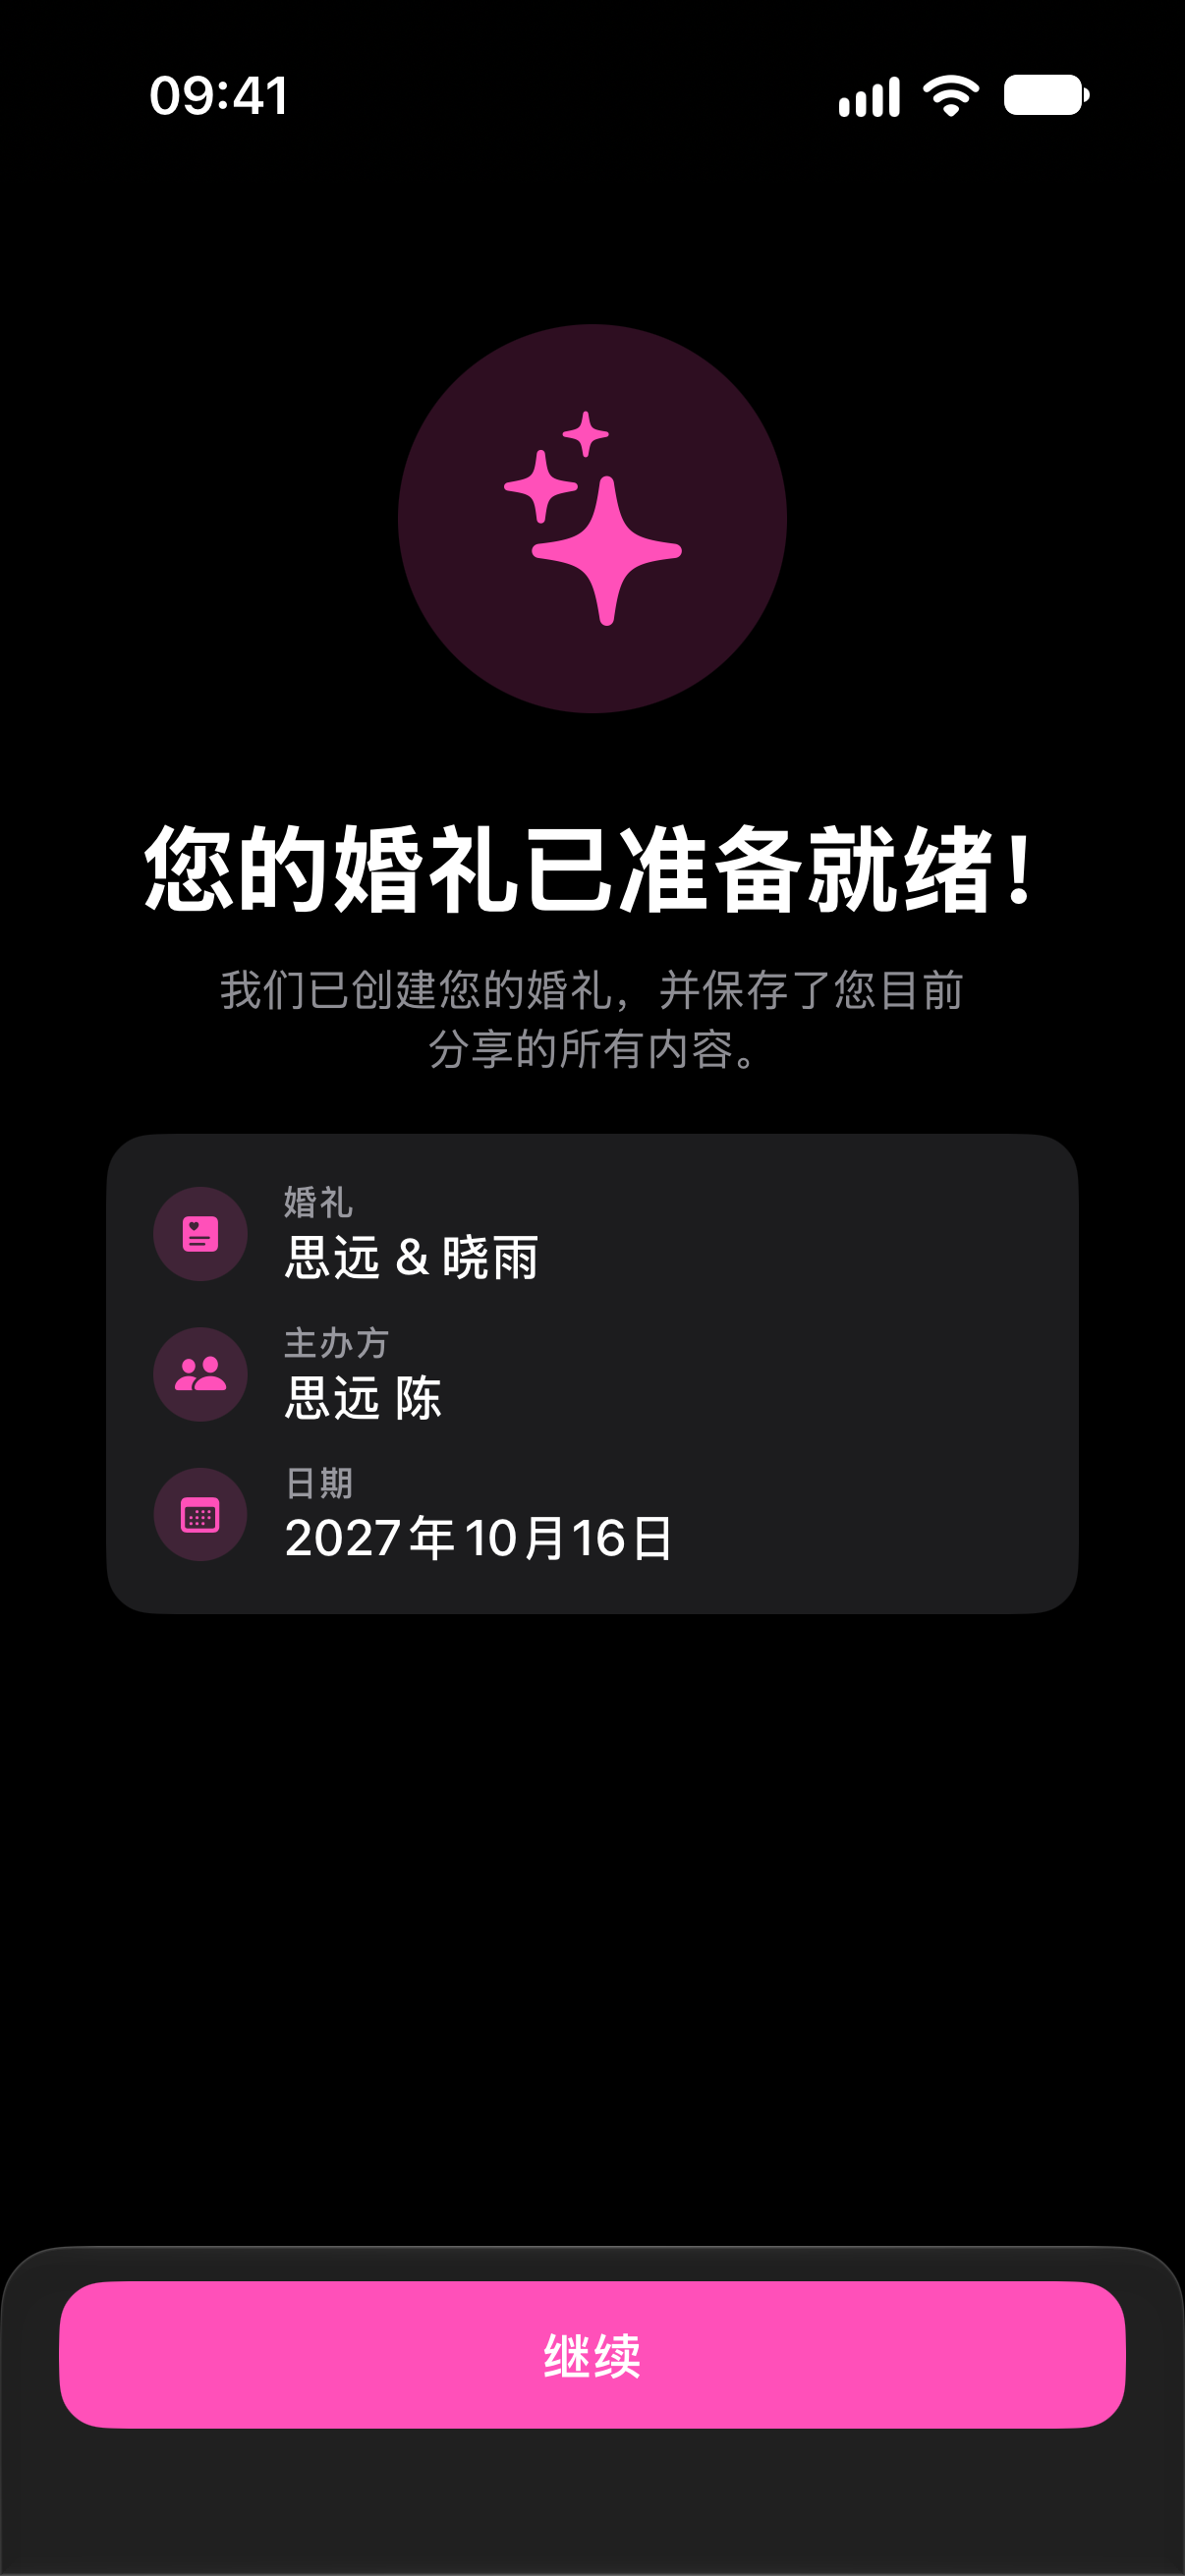 09:41
您的婚礼已准备就绪！
我们已创建您的婚礼，并保存了您目前
分享的所有内容。
婚礼
思远 & 晓雨
主办方
思远 陈
日期
2027年10月16日
继续